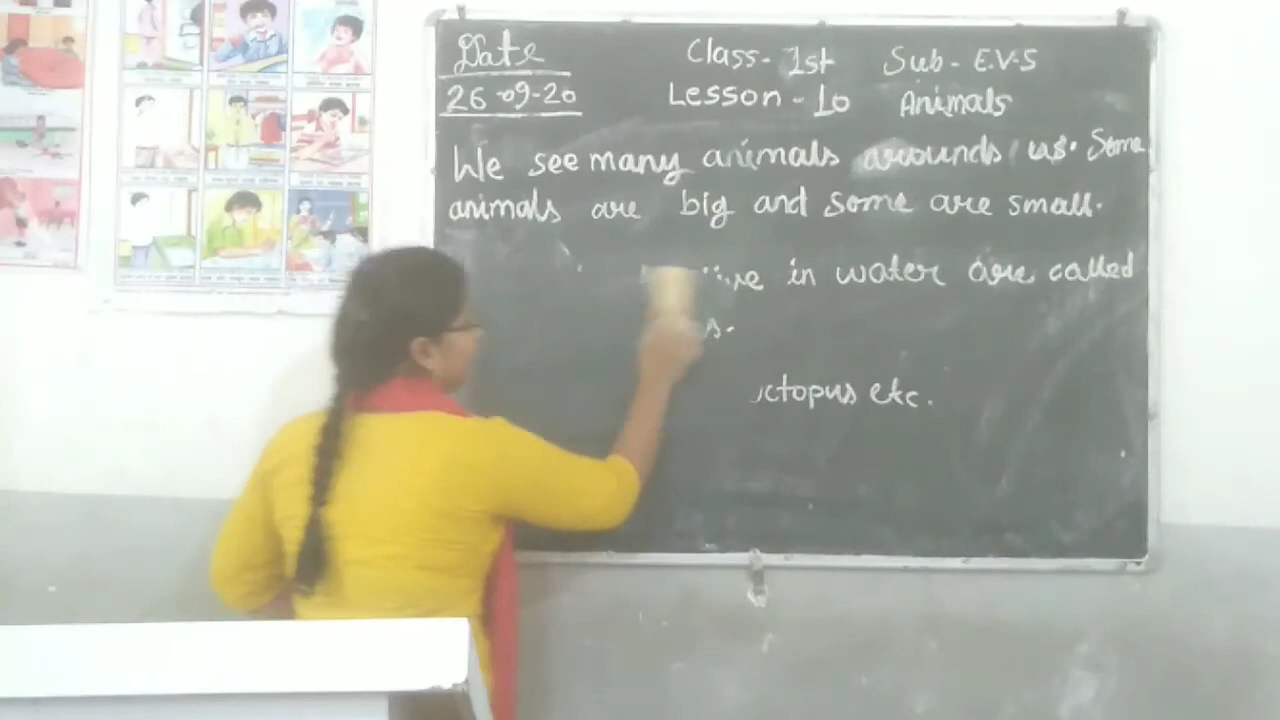 Date Class- 1st Sub- E.V.S
26-09-20 Lesson-10 Animals
We see many animals arounds us. Some
animals are big and some are small.
in water are called
s.
ctopus etc.